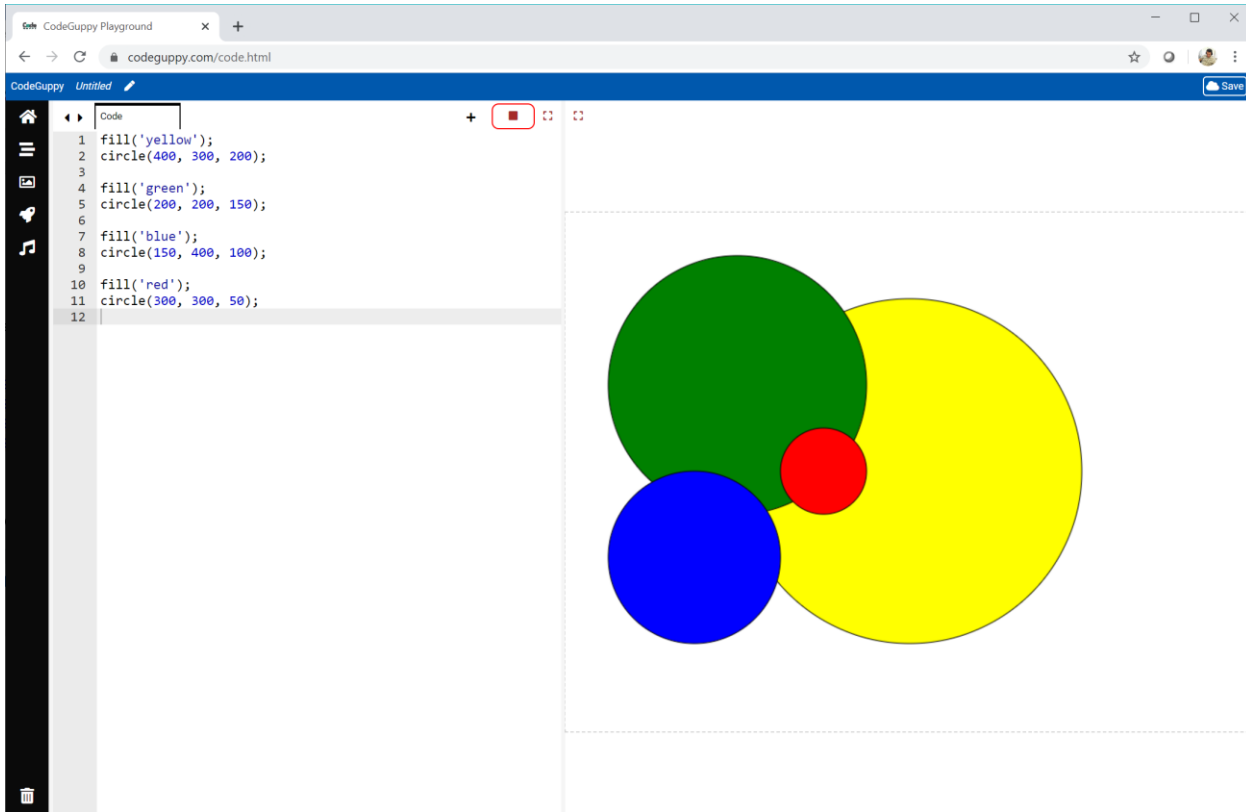 Code CodeGuppy Playground
codeguppy.com/code.html
CodeGuppy Untitled Save
Code
1 fill('yellow');
2 circle(400, 300, 200);
3
4 fill('green');
5 circle(200, 200, 150);
6
7 fill('blue');
8 circle(150, 400, 100);
9
10 fill('red');
11 circle(300, 300, 50);
12